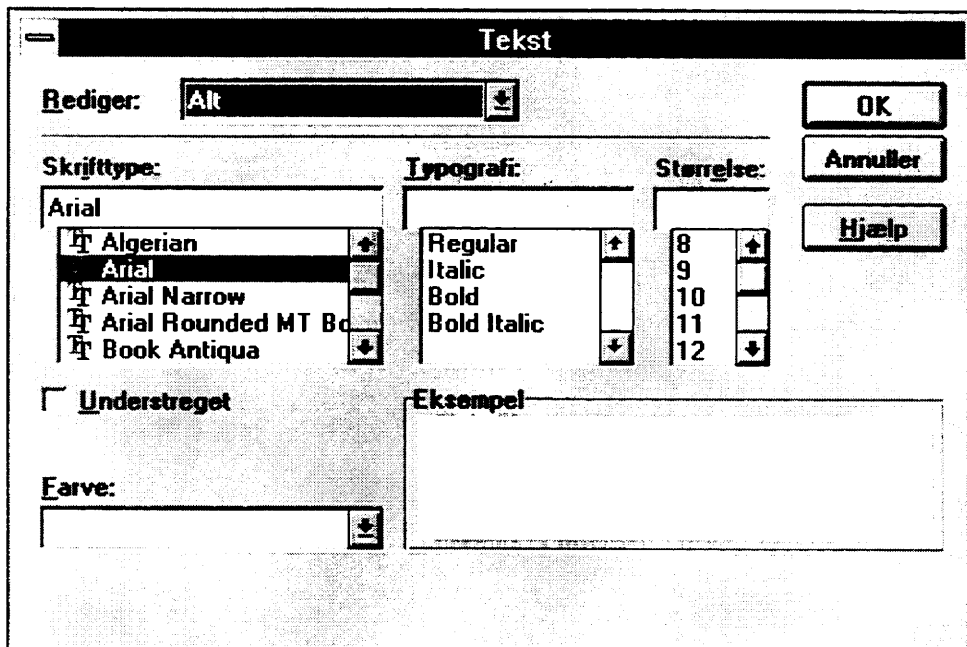 Tekst
Rediger: Alt
OK
Annuller
Hjælp
Skrifttype: Typografi: Størrelse:
Arial
Algerian Regular 8
Arial Italic 9
Arial Narrow Bold 10
Arial Rounded MT Bo Bold Italic 11
Book Antiqua 12
Understreget
Eksempel
Farve: